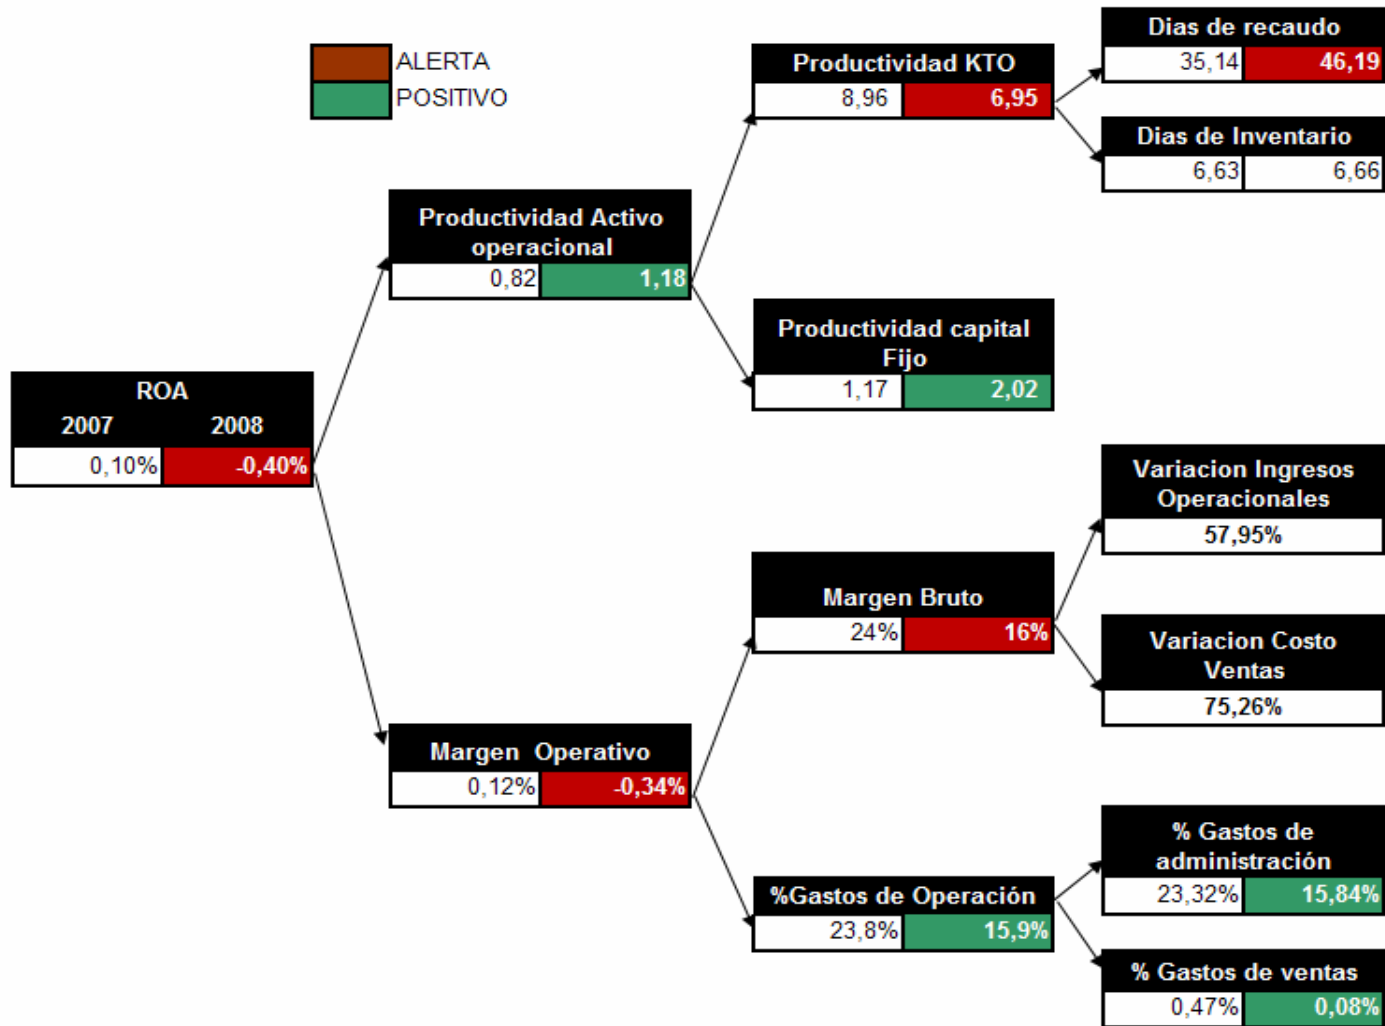 ALERTA
POSITIVO
Dias de recaudo
35,14 46,19
Productividad KTO
8,96 6,95
Dias de Inventario
6,63 6,66
Productividad Activo
operacional
0,82 1,18
Productividad capital
Fijo
1,17 2,02
ROA
2007 2008
0,10% -0,40%
Variacion Ingresos
Operacionales
57,95%
Margen Bruto
24% 16%
Variacion Costo
Ventas
75,26%
Margen Operativo
0,12% -0,34%
% Gastos de
administración
23,32% 15,84%
%Gastos de Operación
23,8% 15,9%
% Gastos de ventas
0,47% 0,08%